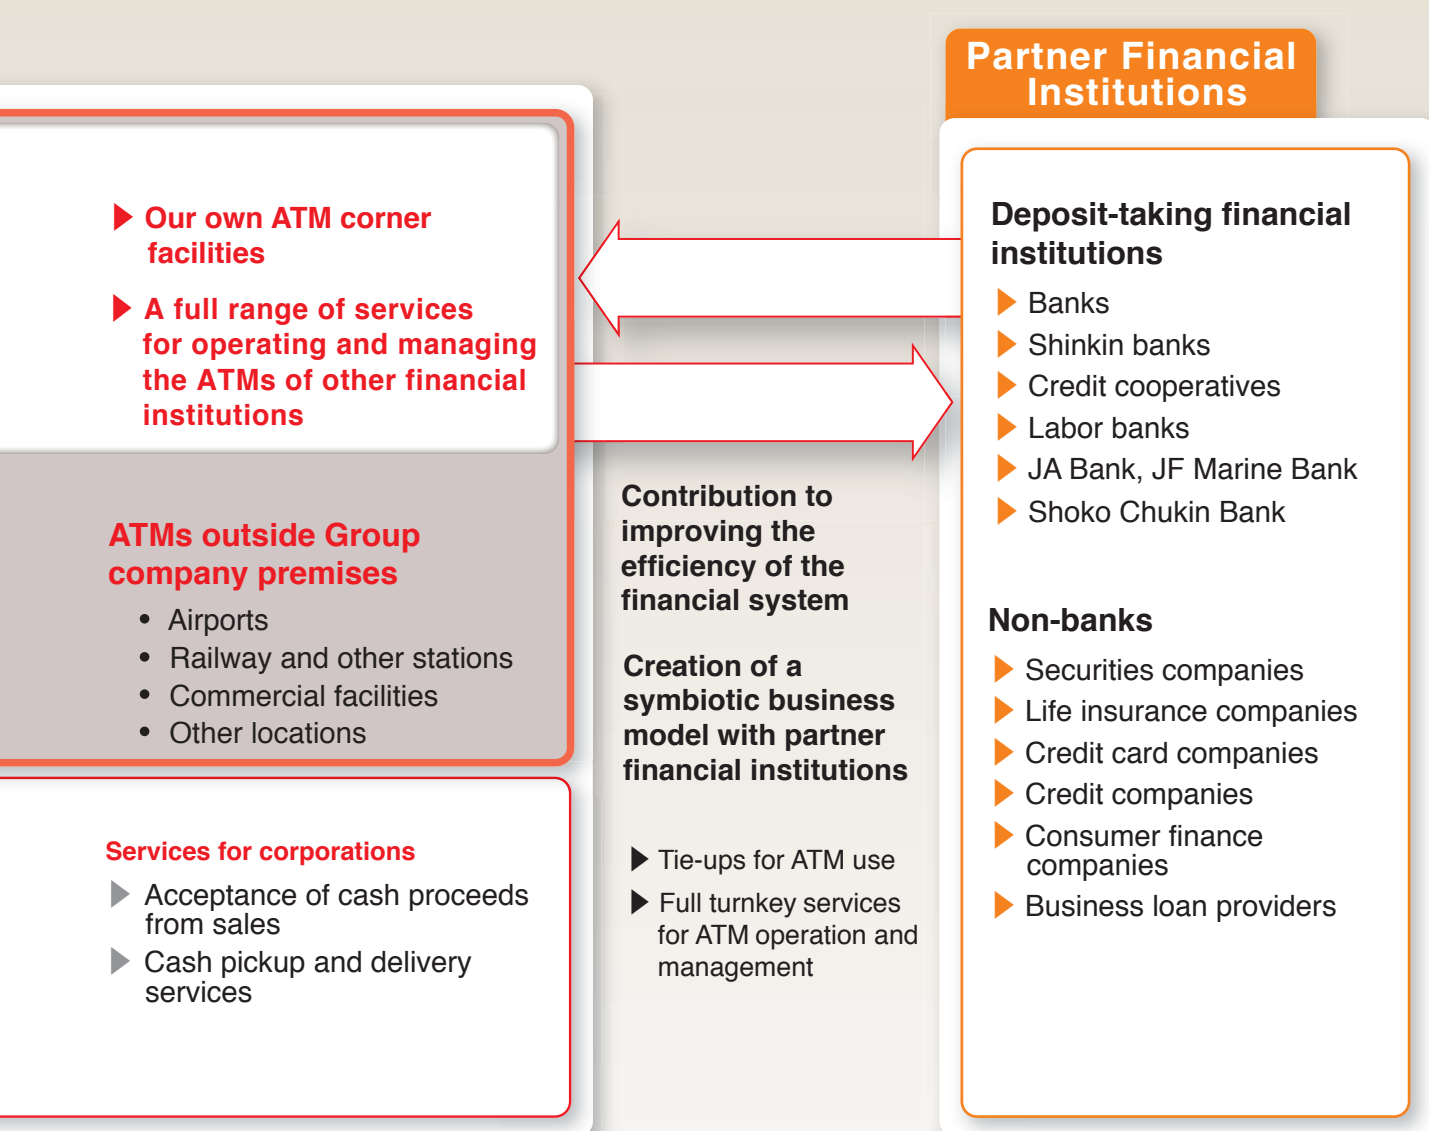 Partner Financial
Institutions
Our own ATM corner
facilities
A full range of services
for operating and managing
the ATMs of other financial
institutions
ATMs outside Group
company premises
• Airports
• Railway and other stations
• Commercial facilities
• Other locations
Services for corporations
Acceptance of cash proceeds
from sales
Cash pickup and delivery
services
Contribution to
improving the
efficiency of the
financial system
Creation of a
symbiotic business
model with partner
financial institutions
Tie-ups for ATM use
Full turnkey services
for ATM operation and
management
Deposit-taking financial
institutions
Banks
Shinkin banks
Credit cooperatives
Labor banks
JA Bank, JF Marine Bank
Shoko Chukin Bank
Non-banks
Securities companies
Life insurance companies
Credit card companies
Credit companies
Consumer finance
companies
Business loan providers